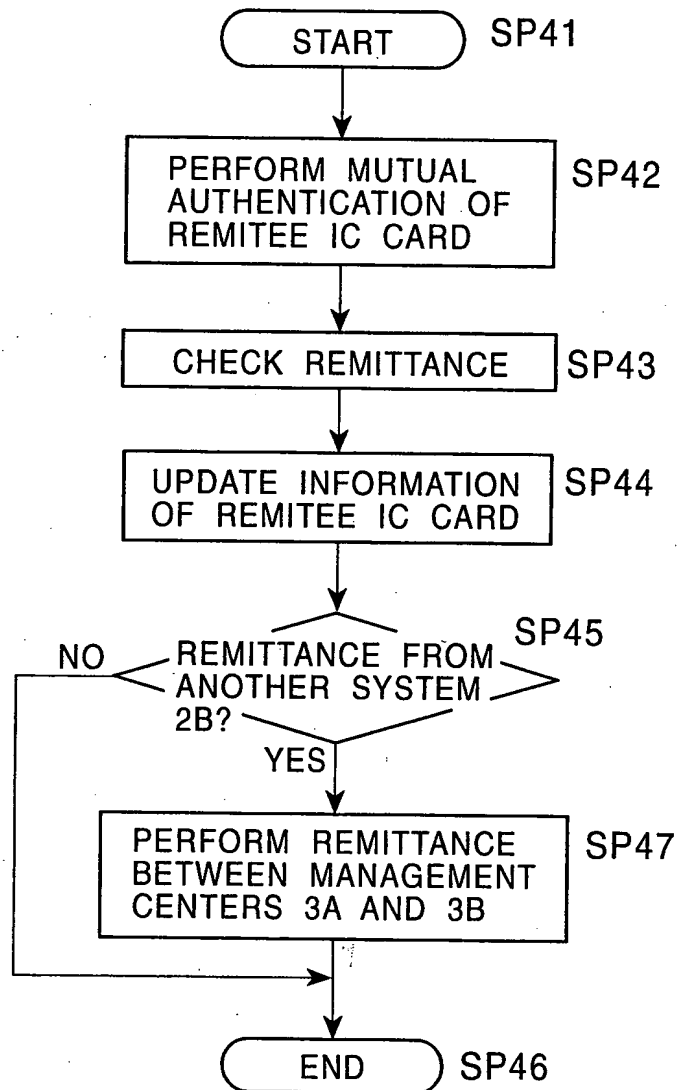 START
SP41
PERFORM MUTUAL
AUTHENTICATION OF
REMITEE IC CARD
SP42
CHECK REMITTANCE
SP43
UPDATE INFORMATION
OF REMITEE IC CARD
SP44
REMITTANCE FROM
ANOTHER SYSTEM
2B?
SP45
NO
YES
PERFORM REMITTANCE
BETWEEN MANAGEMENT
CENTERS 3A AND 3B
SP47
END
SP46